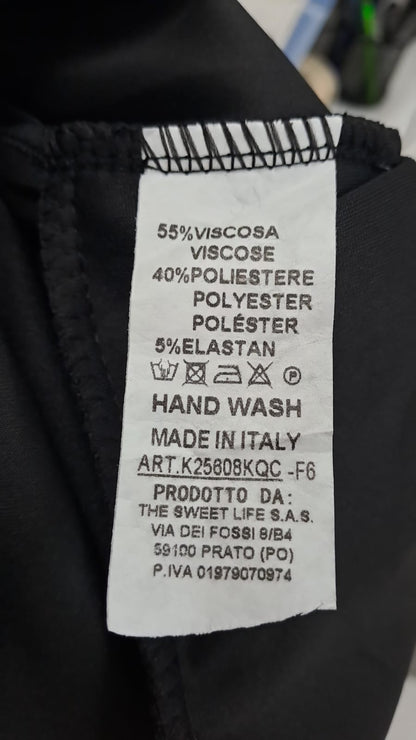 55%VISCOSA
VISCOSE
40%POLIESTERE
POLYESTER
POLÉSTER
5%ELASTAN
P
HAND WASH
MADE IN ITALY
ART.K25608KQC -F6
PRODOTTO DA:
THE SWEET LIFE S.A.S.
VIA DEI FOSSI 8/B4
59100 PRATO (PO)
P.IVA 01979070974